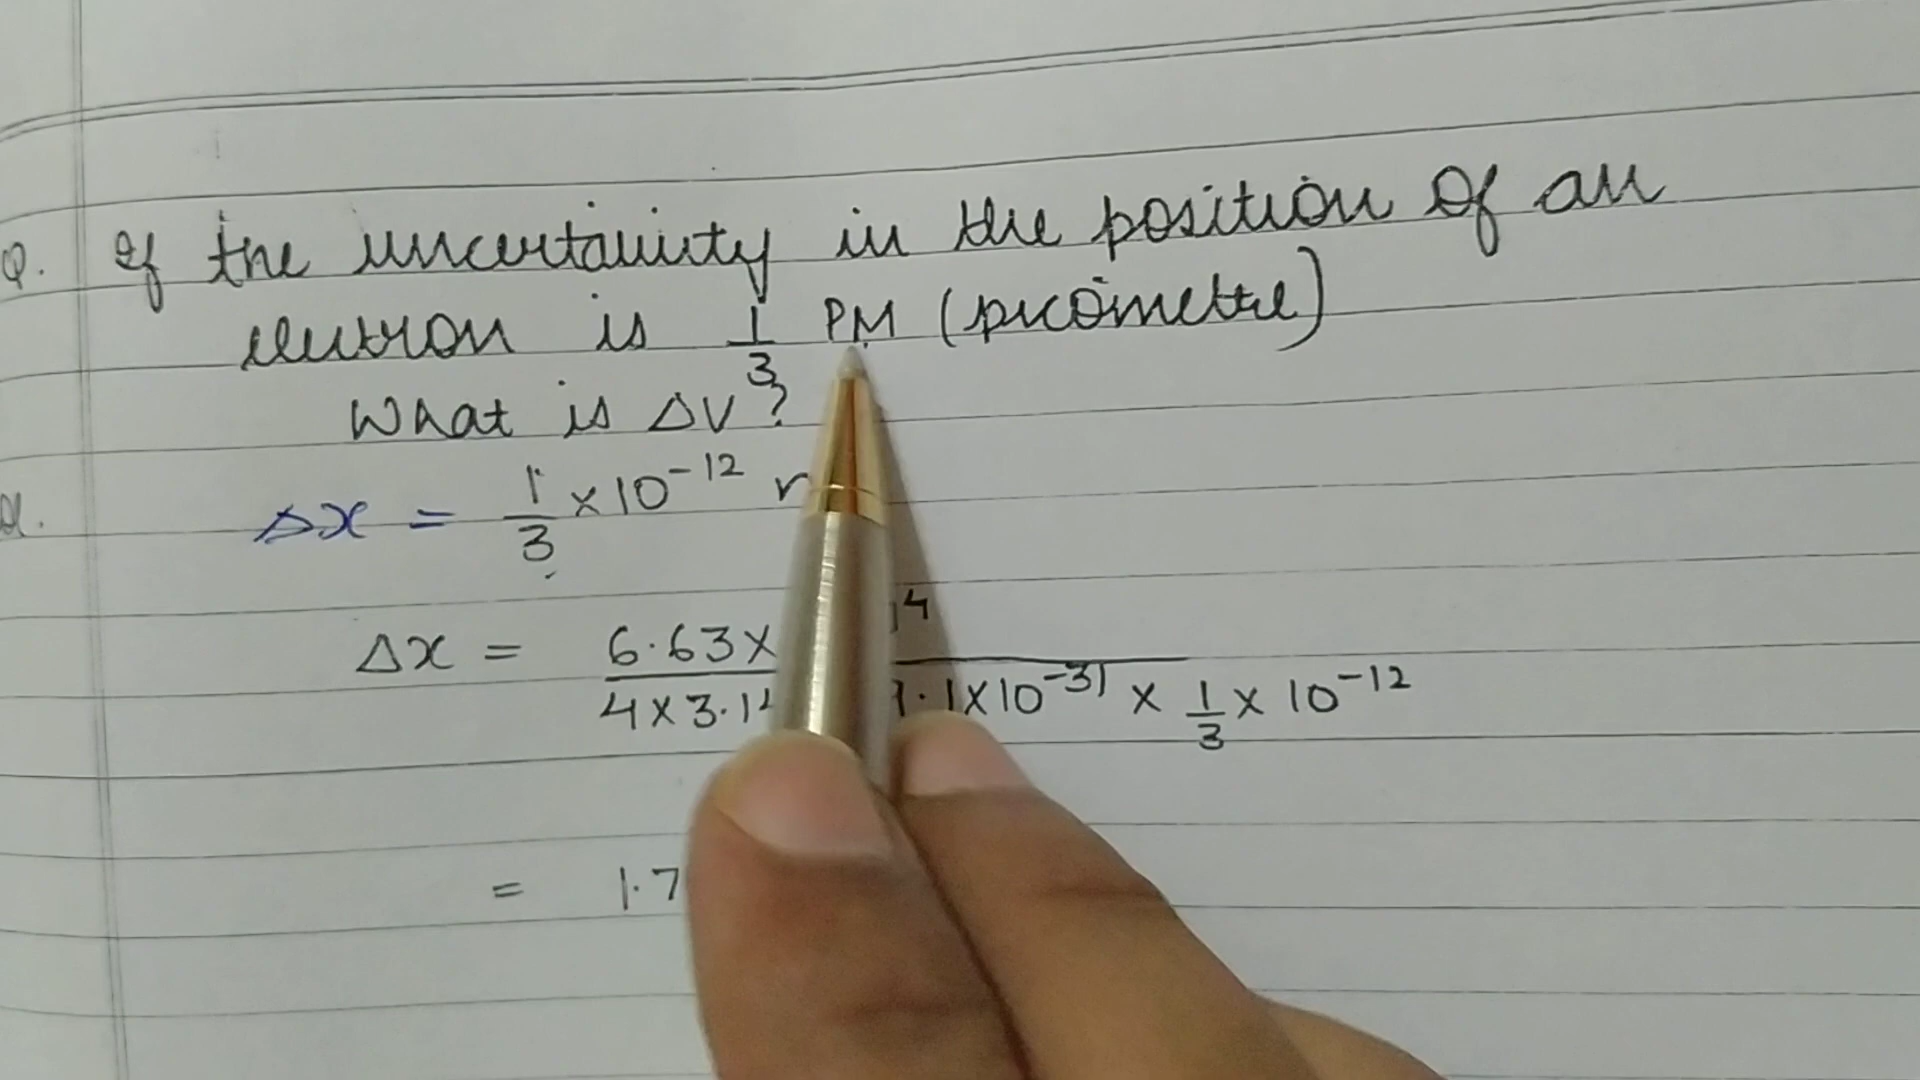 Q. If the uncertainity in the position of an
electron is 1/3 PM (picometre)
What is ΔV?
Δx = 1/3 × 10⁻¹² 
Δx = 6.63 × 4 / 4 × 3.1 .1 × 10⁻³¹ × 1/3 × 10⁻¹²
= 1.7